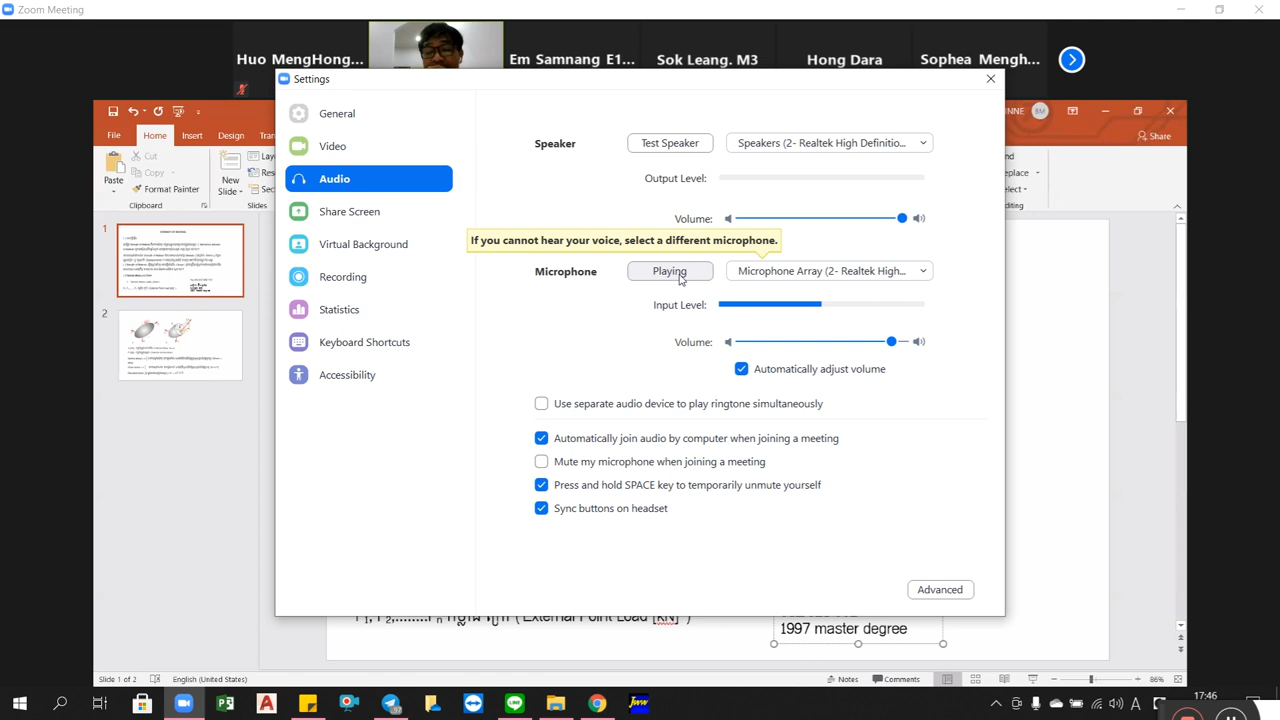 Zoom Meeting
Huo MengHong...
Em Samnang E1...
Sok Leang. M3
Hong Dara
Sophea Mengh...
Settings
File
Home
Insert
Design
Share
Paste
Cut
Copy
Format Painter
Clipboard
New
Slide
Slides
General
Video
Audio
Share Screen
Virtual Background
Recording
Statistics
Keyboard Shortcuts
Accessibility
Speaker
Test Speaker
Speakers (2- Realtek High Definitio...
Output Level:
Volume:
If you cannot hear your voice, select a different microphone.
Microphone
Playing
Microphone Array (2- Realtek High...
Input Level:
Volume:
Automatically adjust volume
Use separate audio device to play ringtone simultaneously
Automatically join audio by computer when joining a meeting
Mute my microphone when joining a meeting
Press and hold SPACE key to temporarily unmute yourself
Sync buttons on headset
Advanced
1
2
( External Point Load [KN] )
1997 master degree
Slide 1 of 2
English (United States)
Notes
Comments
86%
17:46